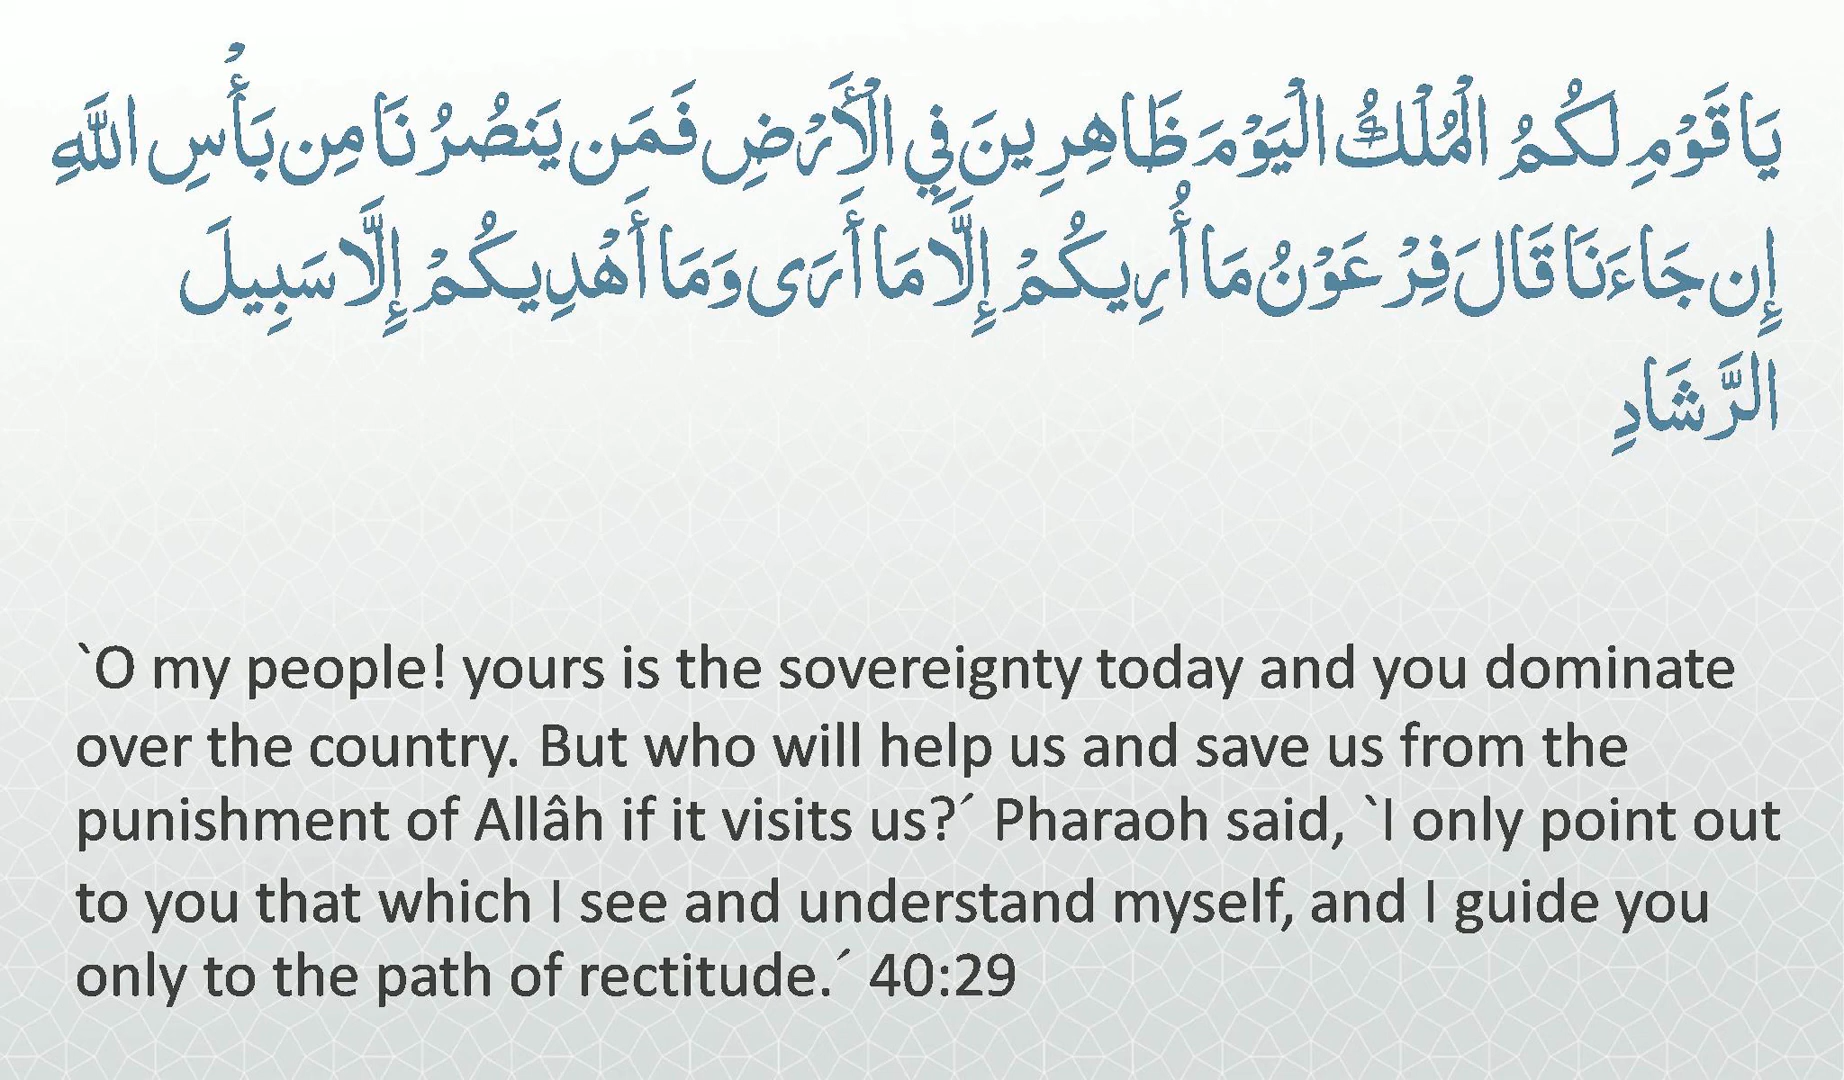 يَا قَوْمِ لَكُمُ الْمُلْكُ الْيَوْمَ ظَاهِرِينَ فِي الْأَرْضِ فَمَن يَنصُرُنَا مِن بَأْسِ اللَّهِ
إِن جَاءَنَا قَالَ فِرْعَوْنُ مَا أُرِيكُمْ إِلَّا مَا أَرَى وَمَا أَهْدِيكُمْ إِلَّا سَبِيلَ
الرَّشَادِ
`O my people! yours is the sovereignty today and you dominate
over the country. But who will help us and save us from the
punishment of Allâh if it visits us?´ Pharaoh said, `I only point out
to you that which I see and understand myself, and I guide you
only to the path of rectitude.´ 40:29